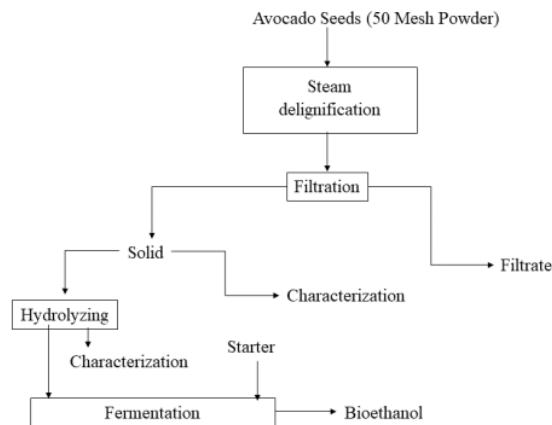 Avocado Seeds (50 Mesh Powder)
Steam
delignification
Filtration
Solid
Filtrate
Characterization
Hydrolyzing
Characterization
Starter
Fermentation
Bioethanol